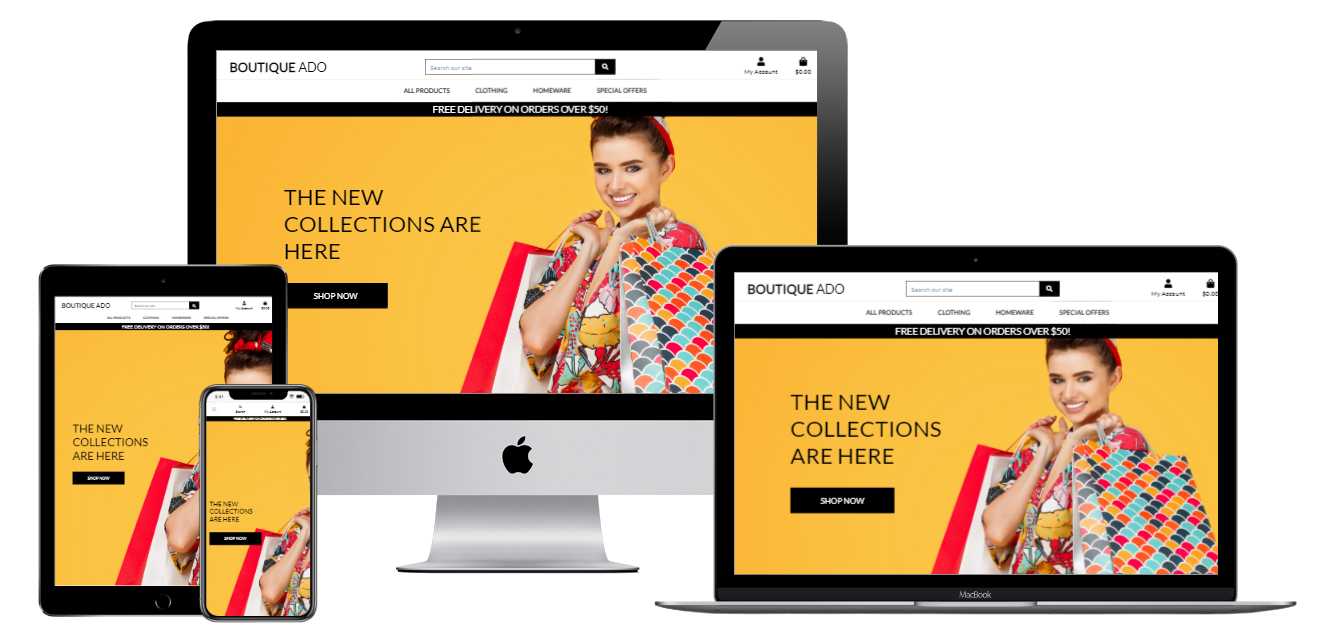 BOUTIQUE ADO
Search our site
My Account
$0.00
ALL PRODUCTS CLOTHING HOMEWARE SPECIAL OFFERS
FREE DELIVERY ON ORDERS OVER $50!
THE NEW
COLLECTIONS ARE
HERE
SHOP NOW
BOUTIQUE ADO
Search our site
My Account
$0.00
ALL PRODUCTS CLOTHING HOMEWARE SPECIAL OFFERS
FREE DELIVERY ON ORDERS OVER $50!
THE NEW
COLLECTIONS
ARE HERE
SHOP NOW
3:41
Search
My Account
$0.00
FREE DELIVERY ON ORDERS OVER $50!
THE NEW
COLLECTIONS
ARE HERE
SHOP NOW
BOUTIQUE ADO
Search our site
My Account
$0.00
ALL PRODUCTS CLOTHING HOMEWARE SPECIAL OFFERS
FREE DELIVERY ON ORDERS OVER $50!
THE NEW
COLLECTIONS
ARE HERE
SHOP NOW
MacBook